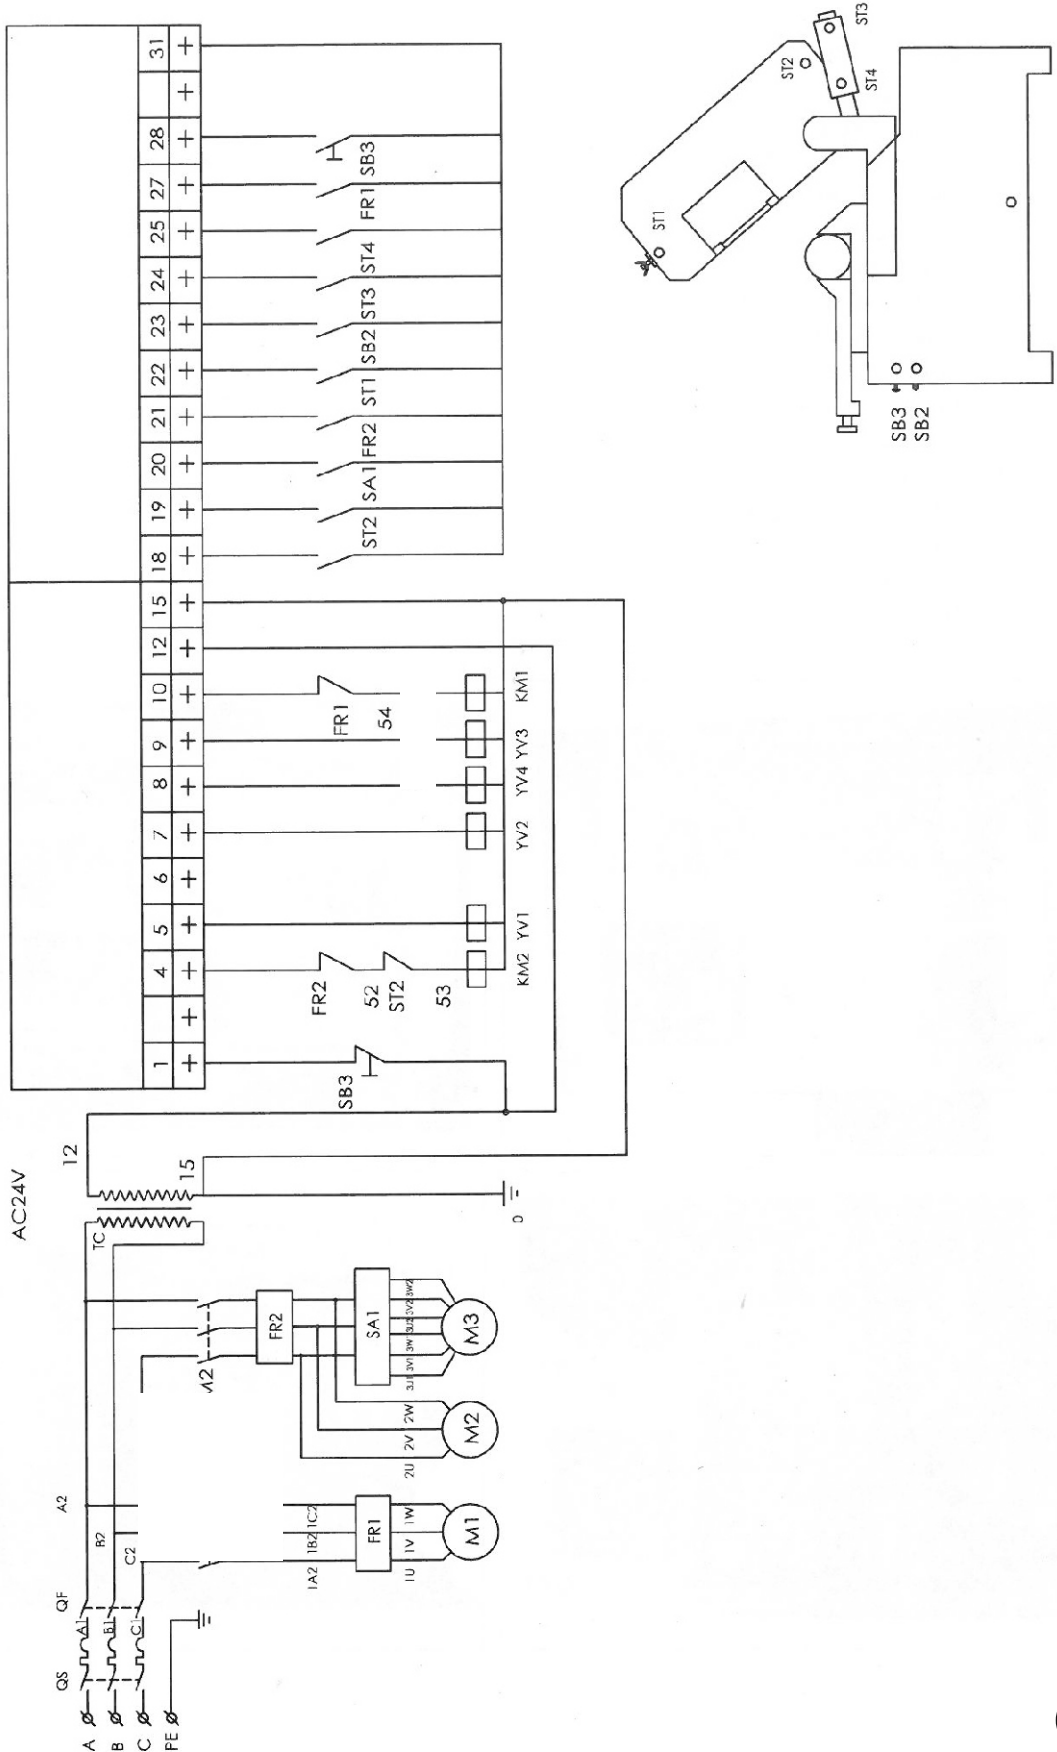 AC24V
31
28
27
25
24
23
22
21
20
19
18
15
12
10
9
8
7
6
5
4
1
SB3
FR1
ST4
ST3
SB2
ST1
FR2
SA1
ST2
FR1
54
KM1
YV3
YV4
YV2
YV1
KM2
FR2
52
ST2
53
SB3
12
15
TC
QS
QF
A
B
C
PE
A1
B1
C1
A2
B2
C2
1A2
1B2
1C2
FR1
1U
1V
1W
M1
FR2
2U
2V
2W
M2
SA1
3U1
3V1
3W1
3U2
3V2
3W2
M3
ST3
ST2
ST4
ST1
SB3
SB2